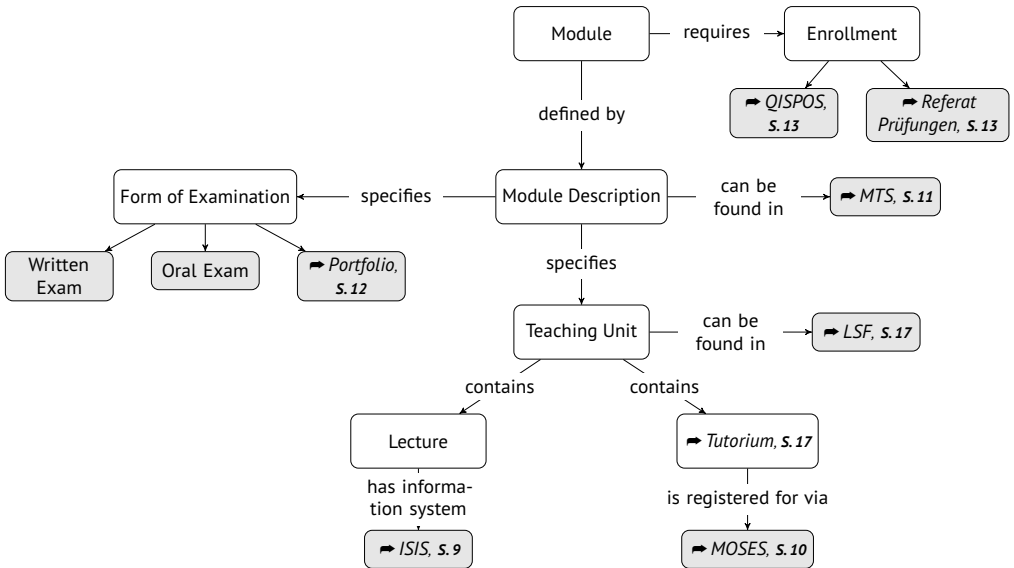 Module
requires
Enrollment
➦ QISPOS,
S. 13
➦ Referat
Prüfungen, S. 13
defined by
Form of Examination
specifies
Module Description
can be
found in
➦ MTS, S. 11
Written
Exam
Oral Exam
➦ Portfolio,
S. 12
specifies
Teaching Unit
can be
found in
➦ LSF, S. 17
contains
contains
Lecture
➦ Tutorium, S. 17
has informa-
tion system
is registered for via
➦ ISIS, S. 9
➦ MOSES, S. 10